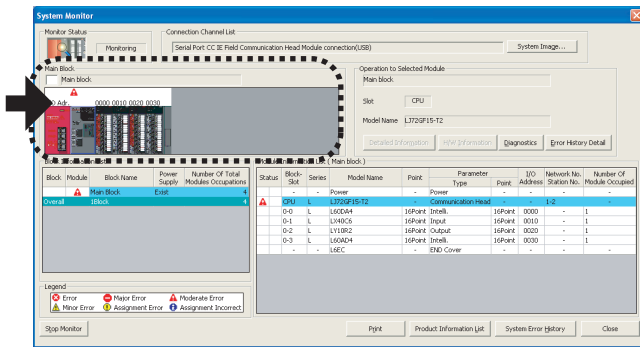 System Monitor
Monitor Status
Monitoring
Connection Channel List
Serial Port CC IE Field Communication Head Module connection(USB)
System Image...
Main Block
Main block
Adr. 0000 0010 0020 0030
Operation to Selected Module
Main block
Slot CPU
Model Name LJ72GF15-T2
Detailed Information H/W Information Diagnostics Error History Detail
Module Information List ( Main block )
Block Module Block Name Power Supply Number Of Total Modules Occupations
Main Block Exist 4
Overall 1Block 4
Status Block-Slot Series Model Name Point Parameter Type Point I/O Address Network No. Station No. Number Of Module Occupied
- - Power - Power - - - -
CPU L LJ72GF15-T2 - Communication Head - - 1-2 -
0-0 L L60DA4 16Point Intelli. 16Point 0000 - 1
0-1 L LX40C6 16Point Input 16Point 0010 - 1
0-2 L LY10R2 16Point Output 16Point 0020 - 1
0-3 L L60AD4 16Point Intelli. 16Point 0030 - 1
- - L6EC - END Cover - - - -
Legend
Error Major Error Moderate Error
Minor Error Assignment Error Assignment Incorrect
Stop Monitor
Print
Product Information List
System Error History
Close